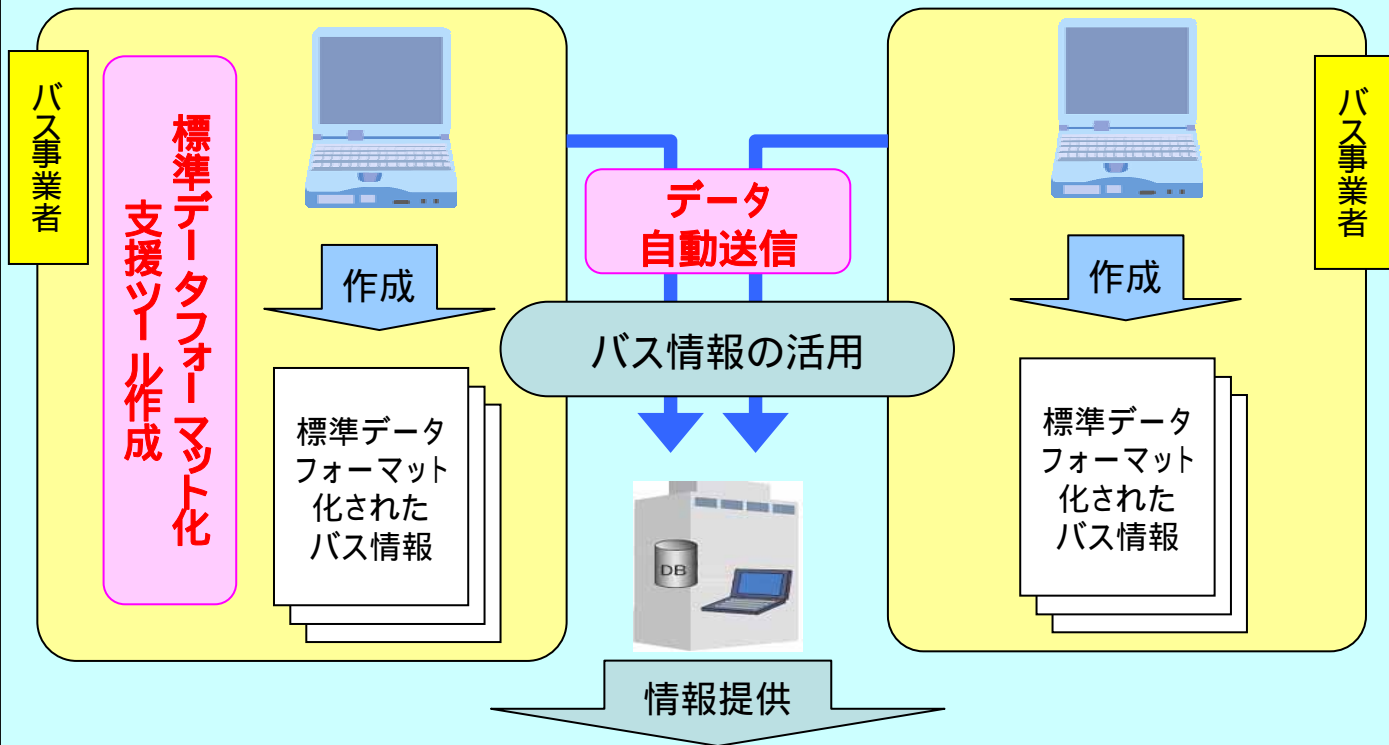 バス事業者
標準データフォーマット化
支援ツール作成
作成
標準データ
フォーマット
化された
バス情報
データ
自動送信
バス情報の活用
DB
情報提供
作成
標準データ
フォーマット
化された
バス情報
バス事業者